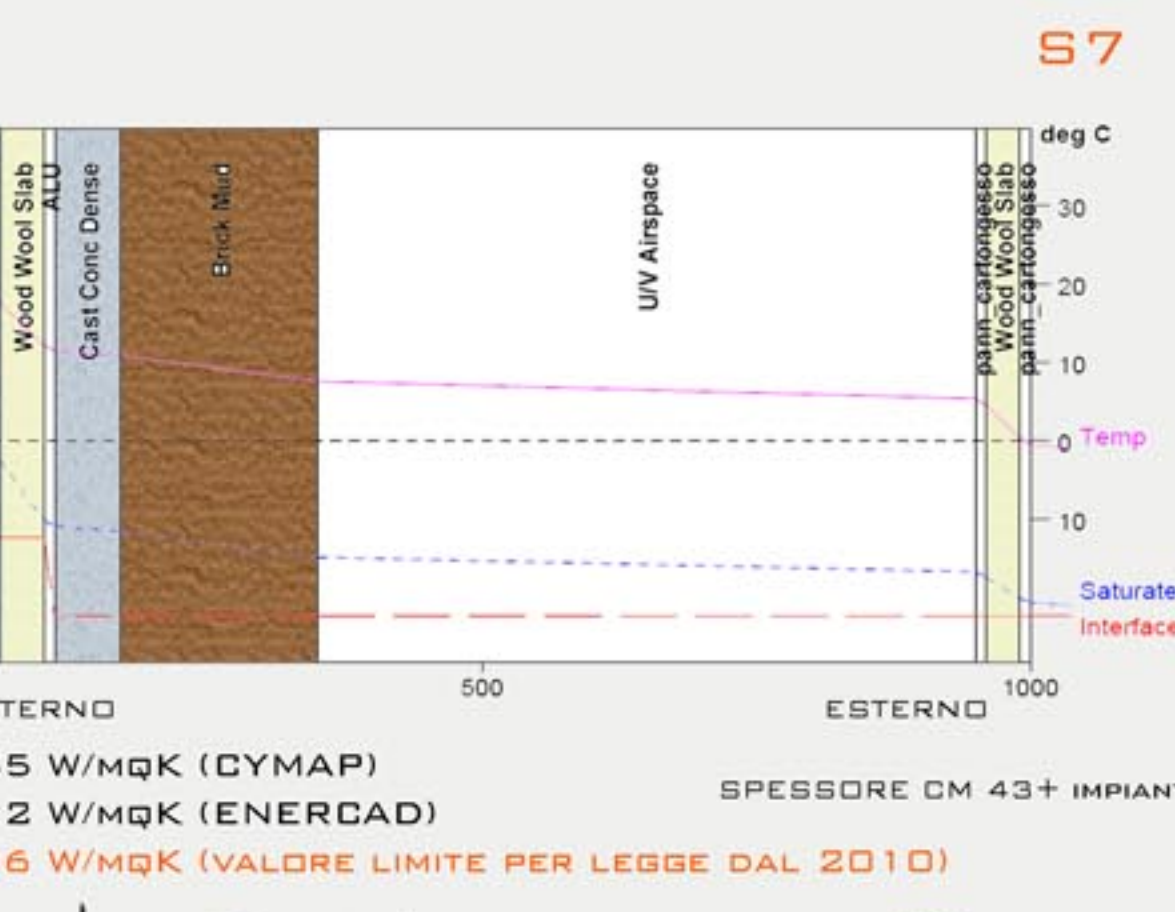 S7
deg C
Wood Wool Slab
ALU
Cast Conc Dense
Brick Mud
U/V Airspace
pann_cartongesso
Wood Wool Slab
pann_cartongesso
30
20
10
0
Temp
10
Saturate
Interface
500
1000
TERNO
ESTERNO
5 W/MQK (CYMAP)
SPESSORE CM 43+ IMPIANT
2 W/MQK (ENERCAD)
6 W/MQK (VALORE LIMITE PER LEGGE DAL 2010)